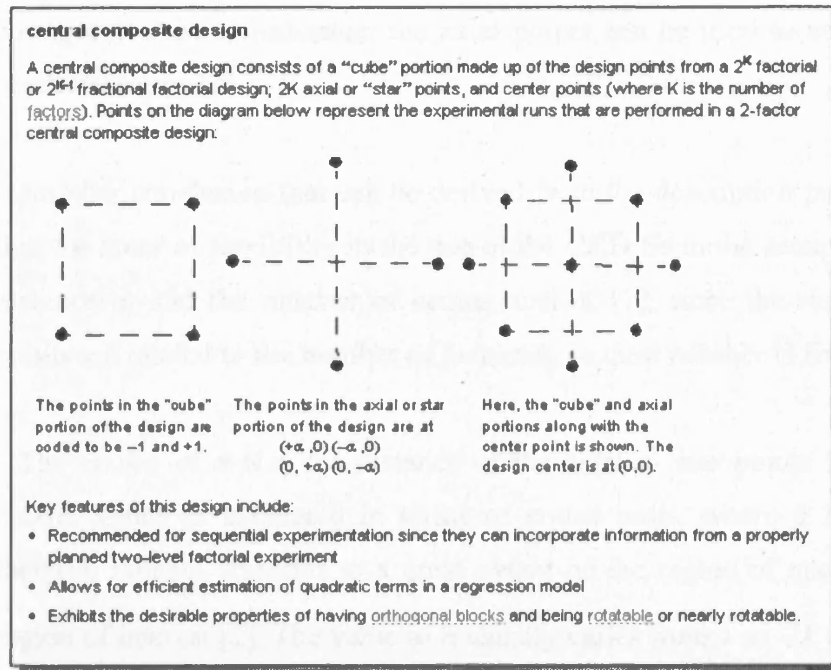 central composite design
A central composite design consists of a "cube" portion made up of the design points from a 2^K factorial
or 2^K-1 fractional factorial design; 2K axial or "star" points, and center points (where K is the number of
factors). Points on the diagram below represent the experimental runs that are performed in a 2-factor
central composite design:
The points in the "cube"
portion of the design are
coded to be –1 and +1.
The points in the axial or star
portion of the design are at
(+α ,0) (–α ,0)
(0, +α) (0, –α)
Here, the "cube" and axial
portions along with the
center point is shown. The
design center is at (0,0).
Key features of this design include:
• Recommended for sequential experimentation since they can incorporate information from a properly
planned two-level factorial experiment
• Allows for efficient estimation of quadratic terms in a regression model
• Exhibits the desirable properties of having orthogonal blocks and being rotatable or nearly rotatable.